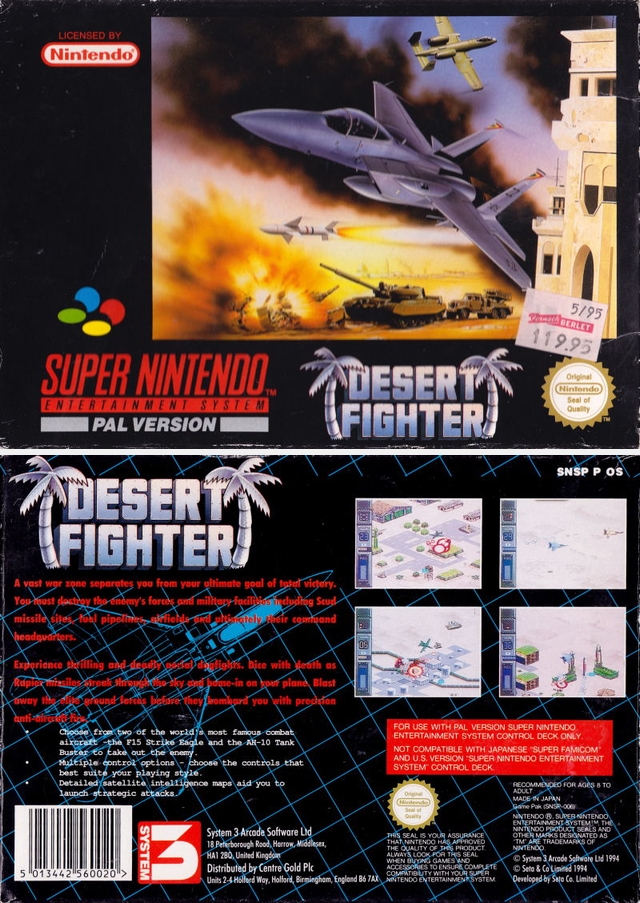 LICENSED BY
Nintendo
5/95
BERLET
119.95
SUPER NINTENDO™
ENTERTAINMENT SYSTEM
PAL VERSION
DESERT
FIGHTER
Original
Nintendo
Seal of
Quality
TM
SNSP P OS
DESERT
FIGHTER
A vast war zone separates you from your ultimate goal of total victory.
You must destroy the enemy's forces and military facilities including Scud
missile sites, fuel pipelines, airfields and ultimately their command
headquarters.
Experience thrilling and deadly aerial dogfights. Dice with death as
Rapier missiles streak through the sky and home-in on your plane. Blast
away the elite ground forces before they bombard you with precision
anti-aircraft fire.
• Choose from two of the world's most famous combat
aircraft -the F15 Strike Eagle and the AH-10 Tank
Buster to take out the enemy.
• Multiple control options - choose the controls that
best suite your playing style.
• Detailed satellite intelligence maps aid you to
launch strategic attacks.
FOR USE WITH PAL VERSION SUPER NINTENDO
ENTERTAINMENT SYSTEM CONTROL DECK ONLY.
NOT COMPATIBLE WITH JAPANESE "SUPER FAMICOM"
AND U.S. VERSION "SUPER NINTENDO ENTERTAINMENT
SYSTEM" CONTROL DECK.
Original
Nintendo
Seal of
Quality
THIS SEAL IS YOUR ASSURANCE
THAT NINTENDO HAS APPROVED
THE QUALITY OF THIS PRODUCT.
ALWAYS LOOK FOR THIS SEAL
WHEN BUYING GAMES AND
ACCESSORIES TO ENSURE COMPLETE
COMPATIBILITY WITH YOUR SUPER
NINTENDO ENTERTAINMENT SYSTEM.
RECOMMENDED FOR AGES 8 TO
ADULT
MADE IN JAPAN
Game Pak (SNSP-006)
NINTENDO ®, SUPER NINTENDO
ENTERTAINMENT SYSTEM™, THE
NINTENDO PRODUCT SEALS AND
OTHER MARKS DESIGNATED AS
"TM" ARE TRADEMARKS OF
NINTENDO
© System 3 Arcade Software Ltd 1994
© Seta & Co Limited 1994
Developed by Seta Co. Limited
5 013442 560020 >
SYSTEM 3
System 3 Arcade Software Ltd
18 Peterborough Road, Harrow, Middlesex,
HA1 2BQ, United Kingdom
Distributed by Centre Gold Plc
Units 2-4 Holford Way, Holford, Birmingham, England B6 7AX